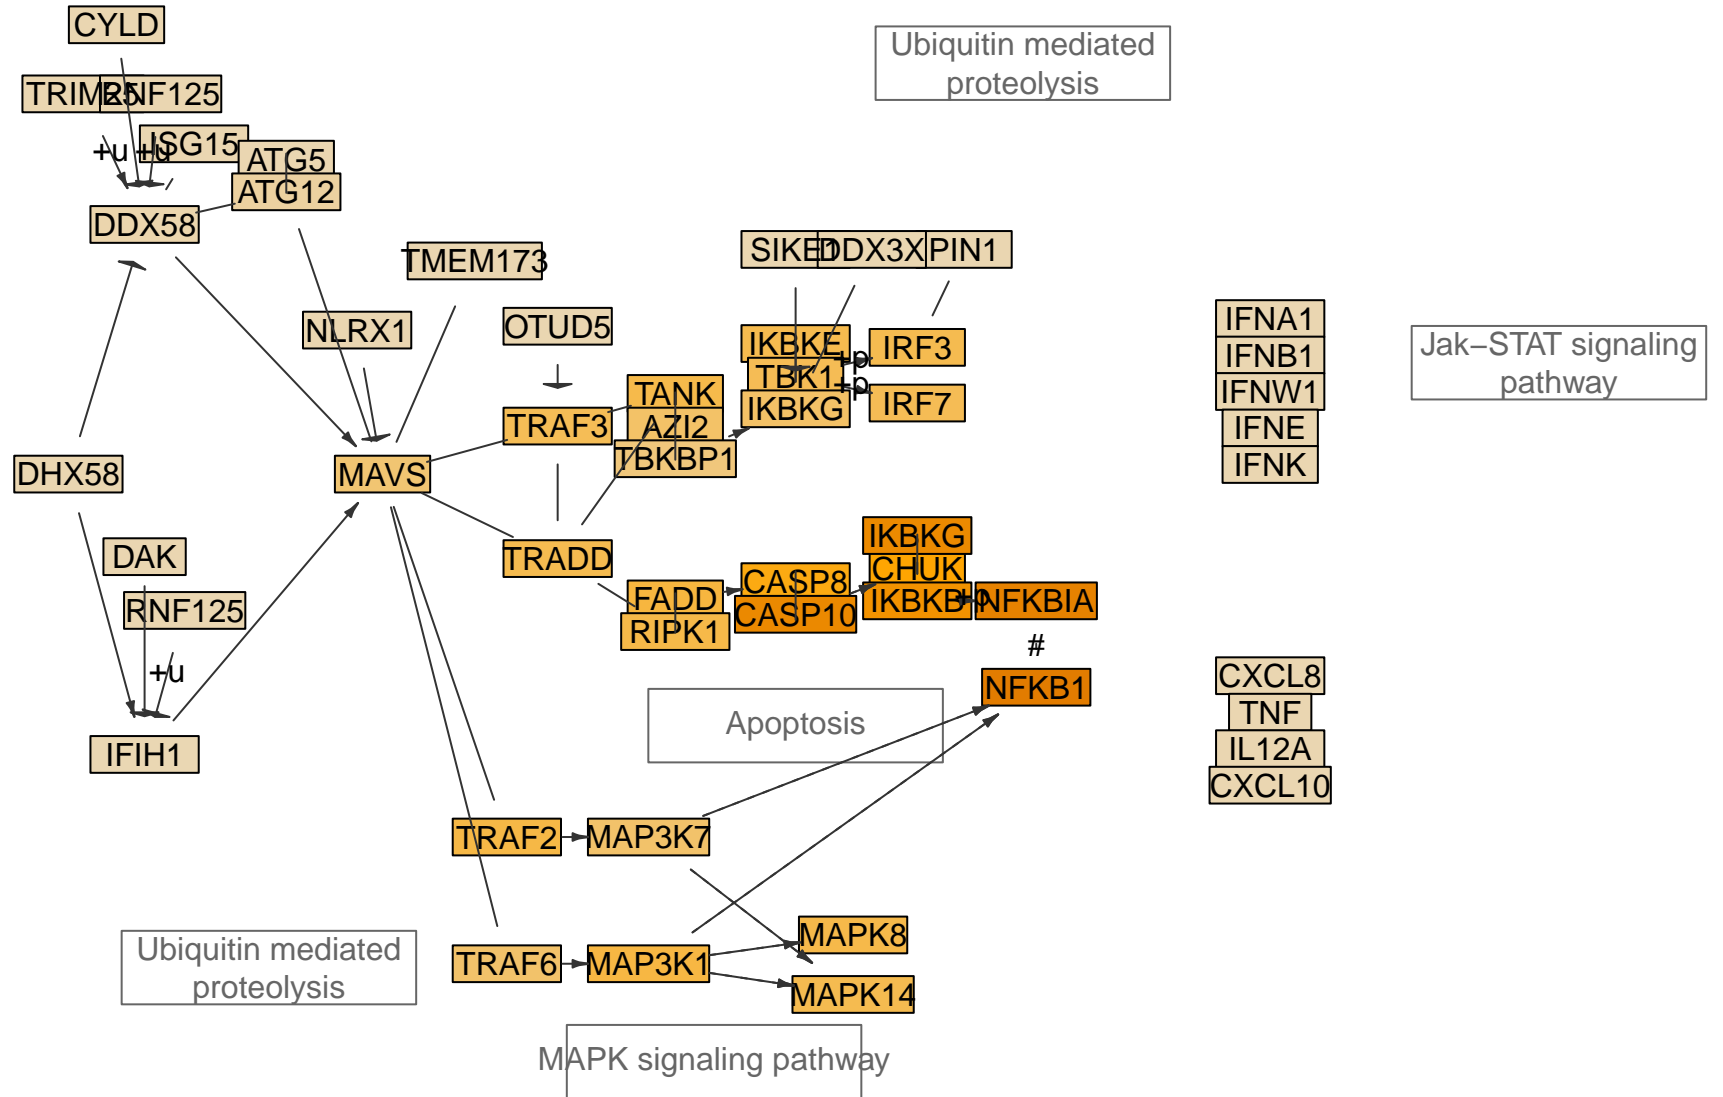 CYLD
Ubiquitin mediated
proteolysis
TRIM25
RNF125
+u
+u
ISG15
ATG5
ATG12
DDX58
TMEM173
SIKE1
DDX3X
PIN1
NLRX1
OTUD5
IKBKE
TBK1
IKBKG
+p
+p
IRF3
IRF7
IFNA1
IFNB1
IFNW1
IFNE
IFNK
Jak−STAT signaling
pathway
TRAF3
TANK
AZI2
TBKBP1
DHX58
MAVS
DAK
RNF125
+u
IFIH1
TRADD
FADD
RIPK1
CASP8
CASP10
IKBKG
CHUK
IKBKB
+p
NFKBIA
#
NFKB1
CXCL8
TNF
IL12A
CXCL10
Apoptosis
TRAF2
MAP3K7
TRAF6
MAP3K1
MAPK8
MAPK14
Ubiquitin mediated
proteolysis
MAPK signaling pathway